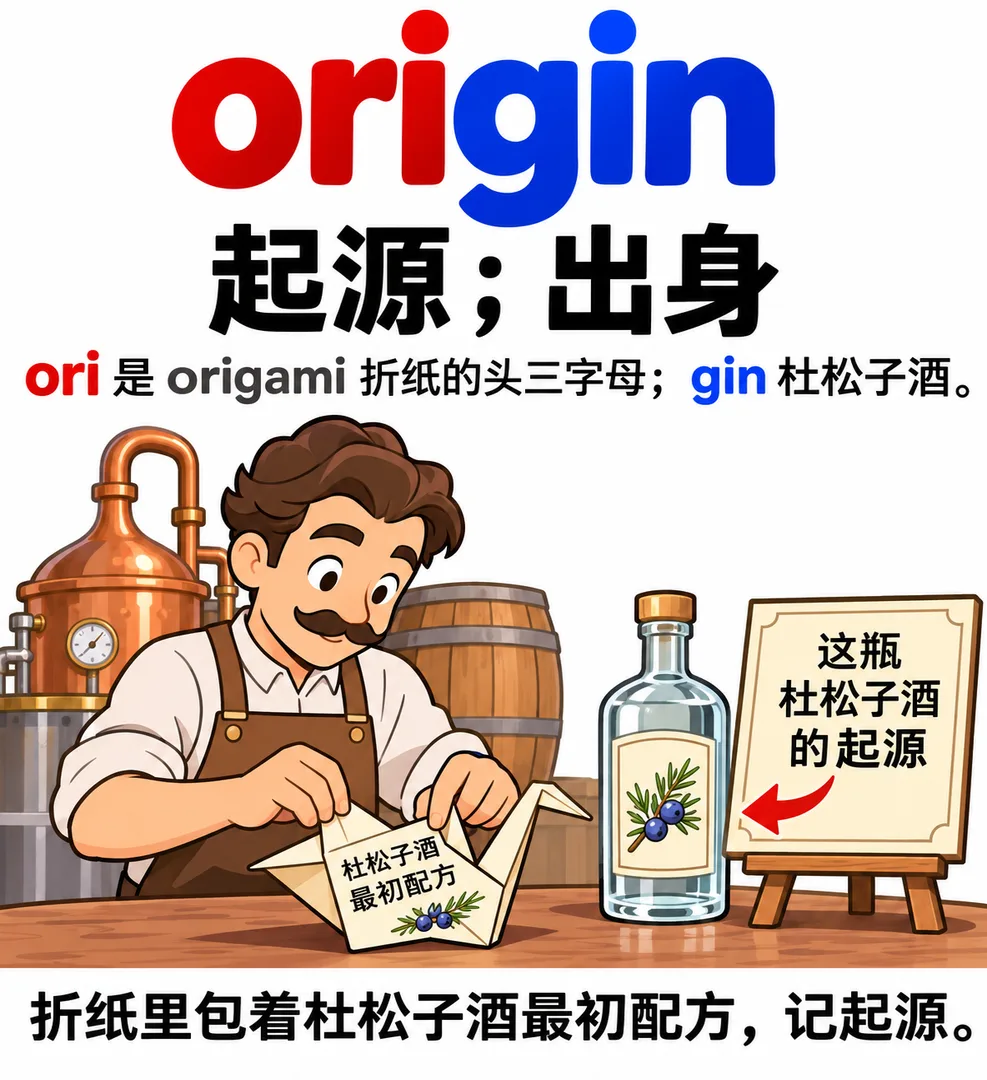 origin
起源；出身
ori 是 origami 折纸的头三字母；gin 杜松子酒。
这瓶
杜松子酒
的起源
杜松子酒
最初配方
折纸里包着杜松子酒最初配方，记起源。